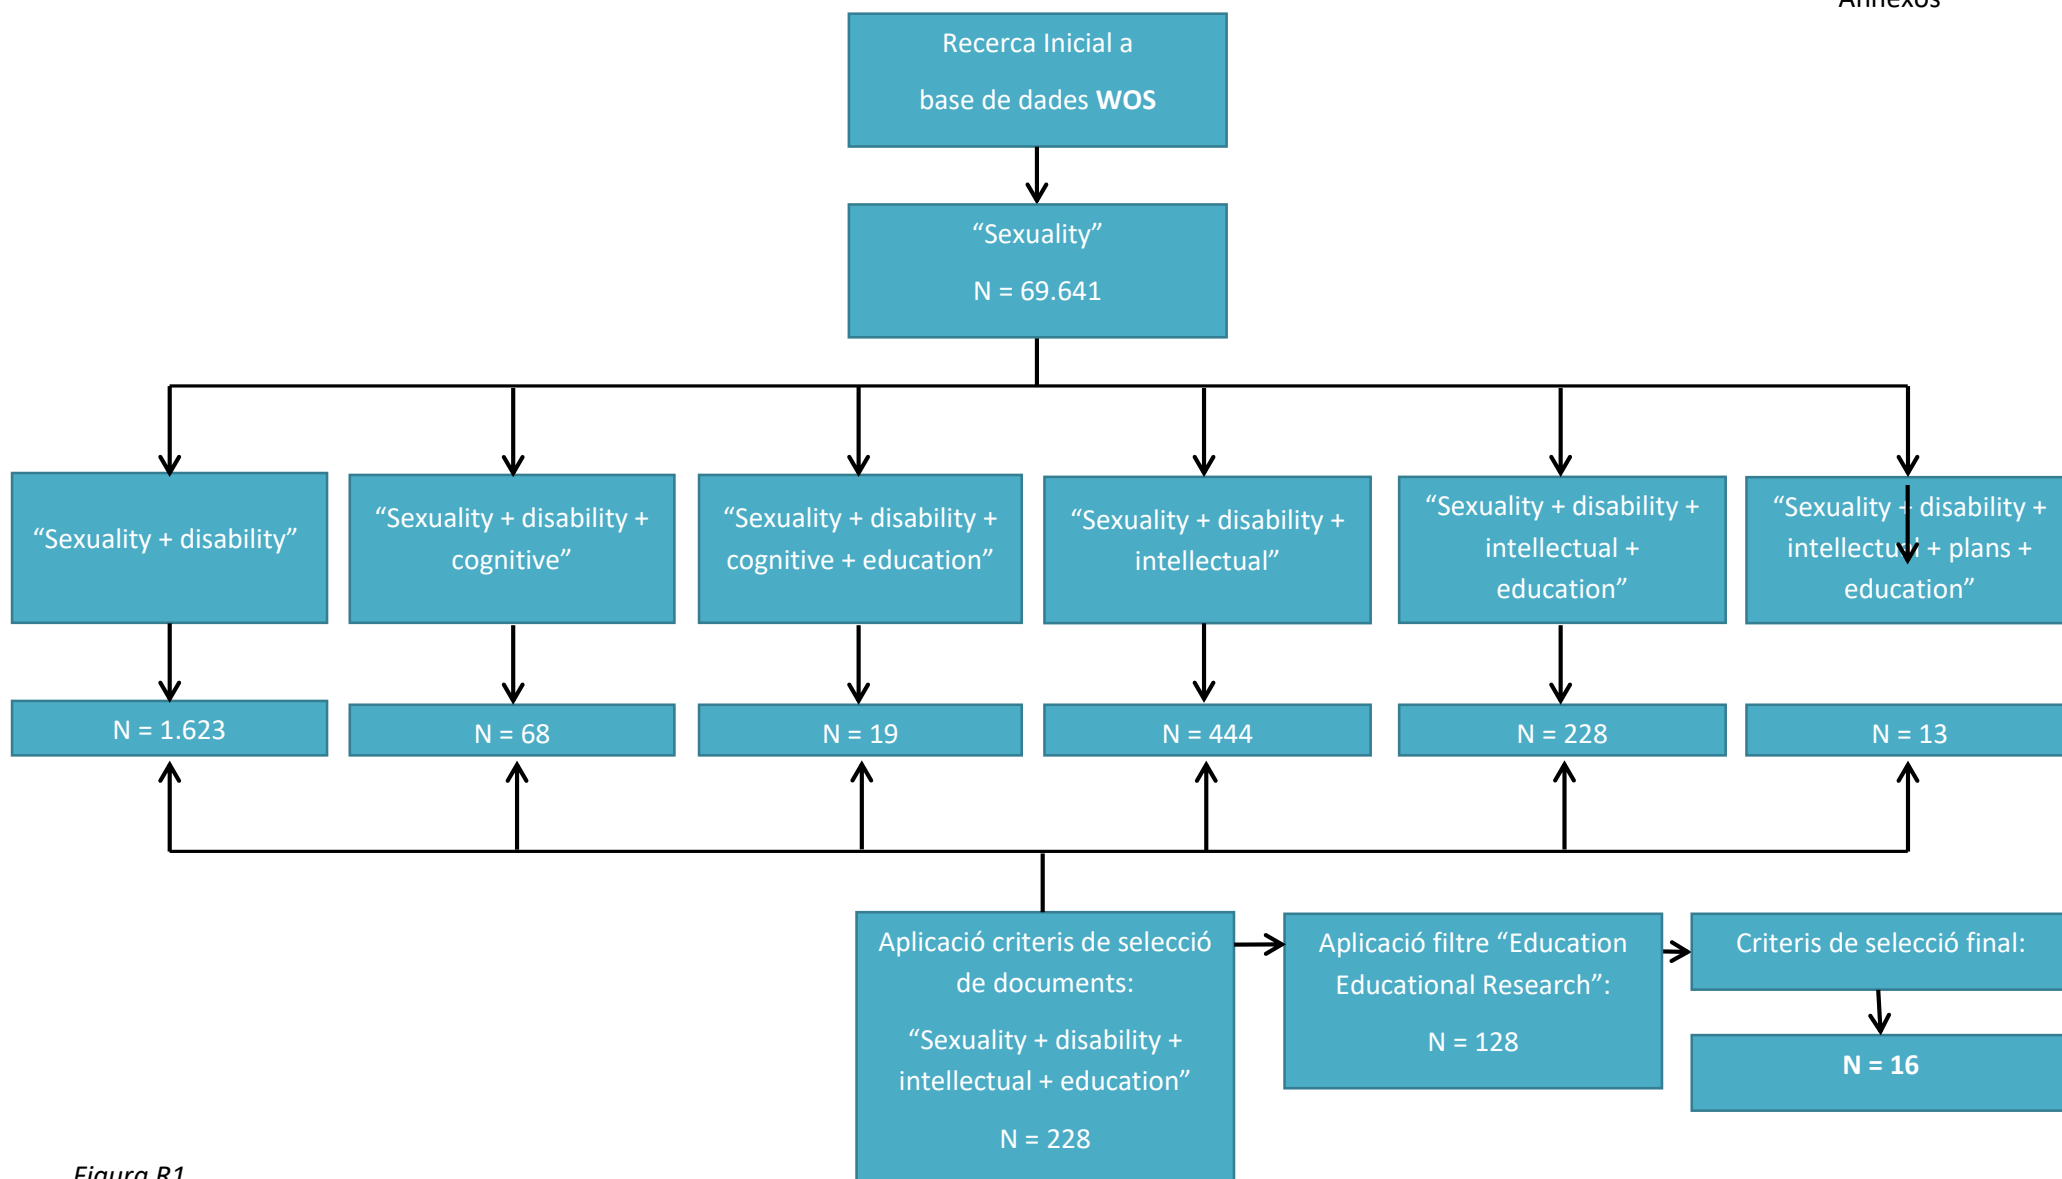 Annexos
Recerca Inicial a
base de dades WOS
“Sexuality”
N = 69.641
“Sexuality + disability”
“Sexuality + disability +
cognitive”
“Sexuality + disability +
cognitive + education”
“Sexuality + disability +
intellectual”
“Sexuality + disability +
intellectual +
education”
“Sexuality + disability +
intellectual + plans +
education”
N = 1.623
N = 68
N = 19
N = 444
N = 228
N = 13
Aplicació criteris de selecció
de documents:
“Sexuality + disability +
intellectual + education”
N = 228
Aplicació filtre “Education
Educational Research”:
N = 128
Criteris de selecció final:
N = 16
Figura R1